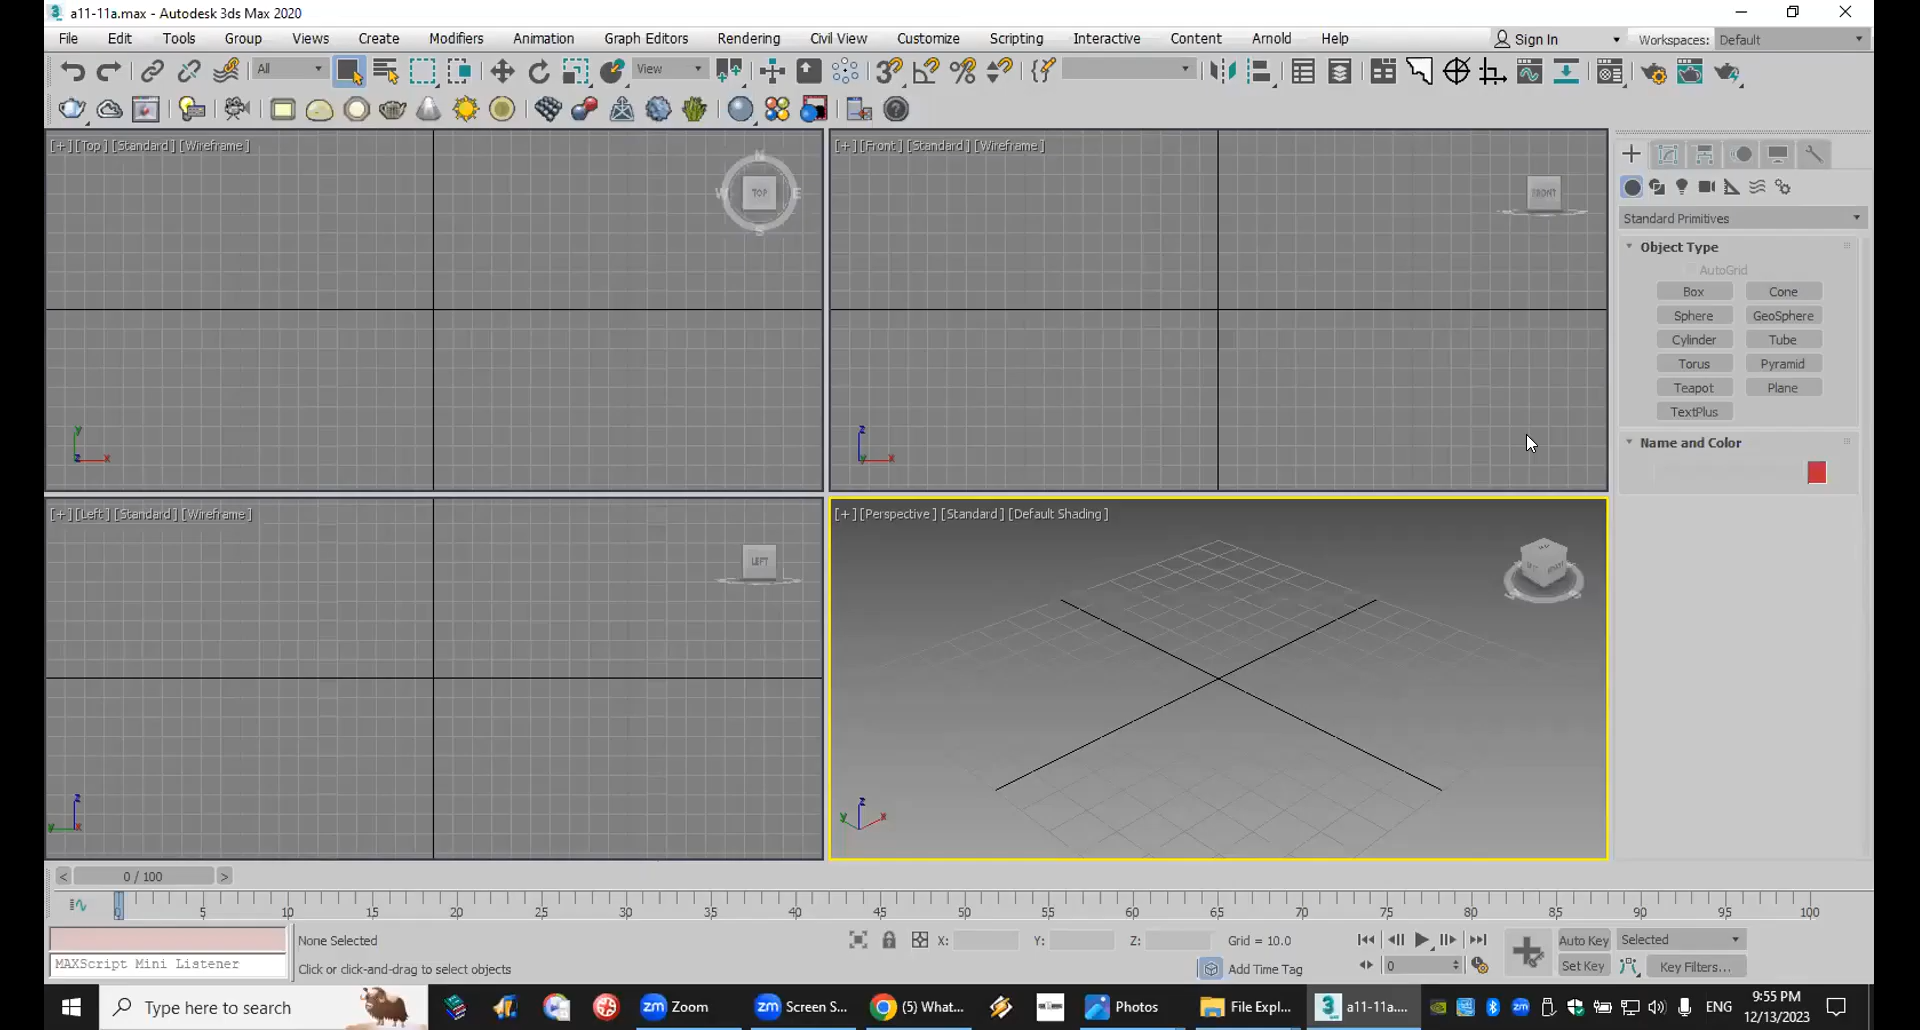 a11-11a.max - Autodesk 3ds Max 2020
File Edit Tools Group Views Create Modifiers Animation Graph Editors Rendering Civil View Customize Scripting Interactive Content Arnold Help Sign In Workspaces: Default
All View
[+] [Top] [Standard] [Wireframe]
[+] [Front] [Standard] [Wireframe]
N
W TOP E
S
FRONT
y
z x
z
y x
Standard Primitives
Object Type
AutoGrid
Box Cone
Sphere GeoSphere
Cylinder Tube
Torus Pyramid
Teapot Plane
TextPlus
Name and Color
[+] [Left] [Standard] [Wireframe]
[+] [Perspective] [Standard] [Default Shading]
LEFT
z
y x
z
y x
< 0 / 100 >
0 5 10 15 20 25 30 35 40 45 50 55 60 65 70 75 80 85 90 95 100
None Selected X: Y: Z: Grid = 10.0 Auto Key Selected
MAXScript Mini Listener Click or click-and-drag to select objects Add Time Tag 0 Set Key Key Filters...
Type here to search zm Zoom zm Screen S... (5) What... Photos File Expl... 3 a11-11a.... zm ENG 9:55 PM
12/13/2023